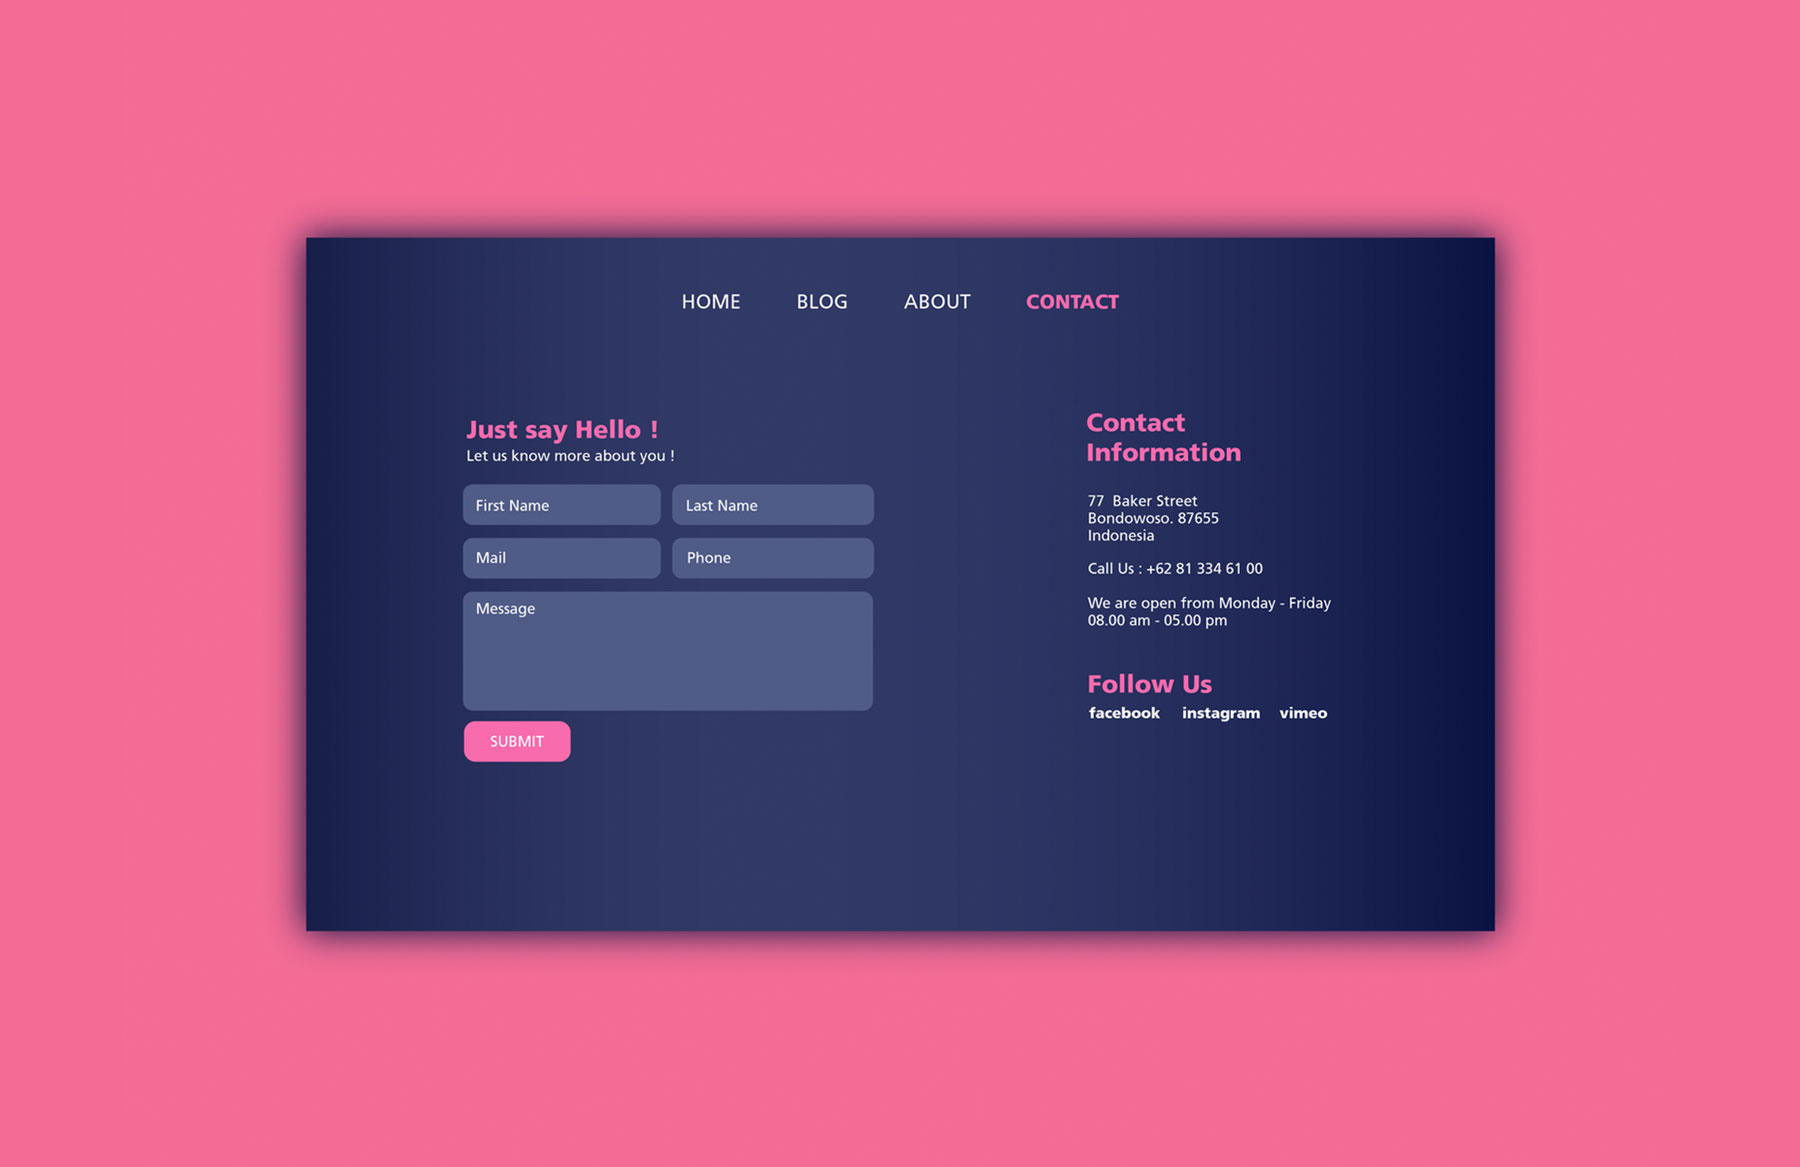 HOME BLOG ABOUT CONTACT
Just say Hello !
Let us know more about you !
First Name Last Name
Mail Phone
Message
SUBMIT
Contact
Information
77 Baker Street
Bondowoso. 87655
Indonesia
Call Us : +62 81 334 61 00
We are open from Monday - Friday
08.00 am - 05.00 pm
Follow Us
facebook instagram vimeo